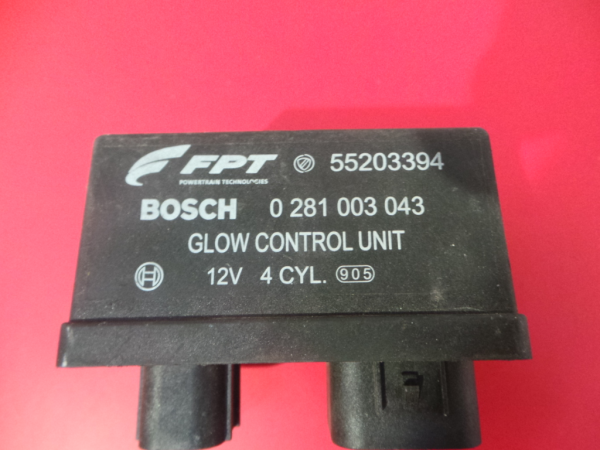 FPT 55203394
POWERTRAIN TECHNOLOGIES
BOSCH 0 281 003 043
GLOW CONTROL UNIT
12V 4 CYL. 905